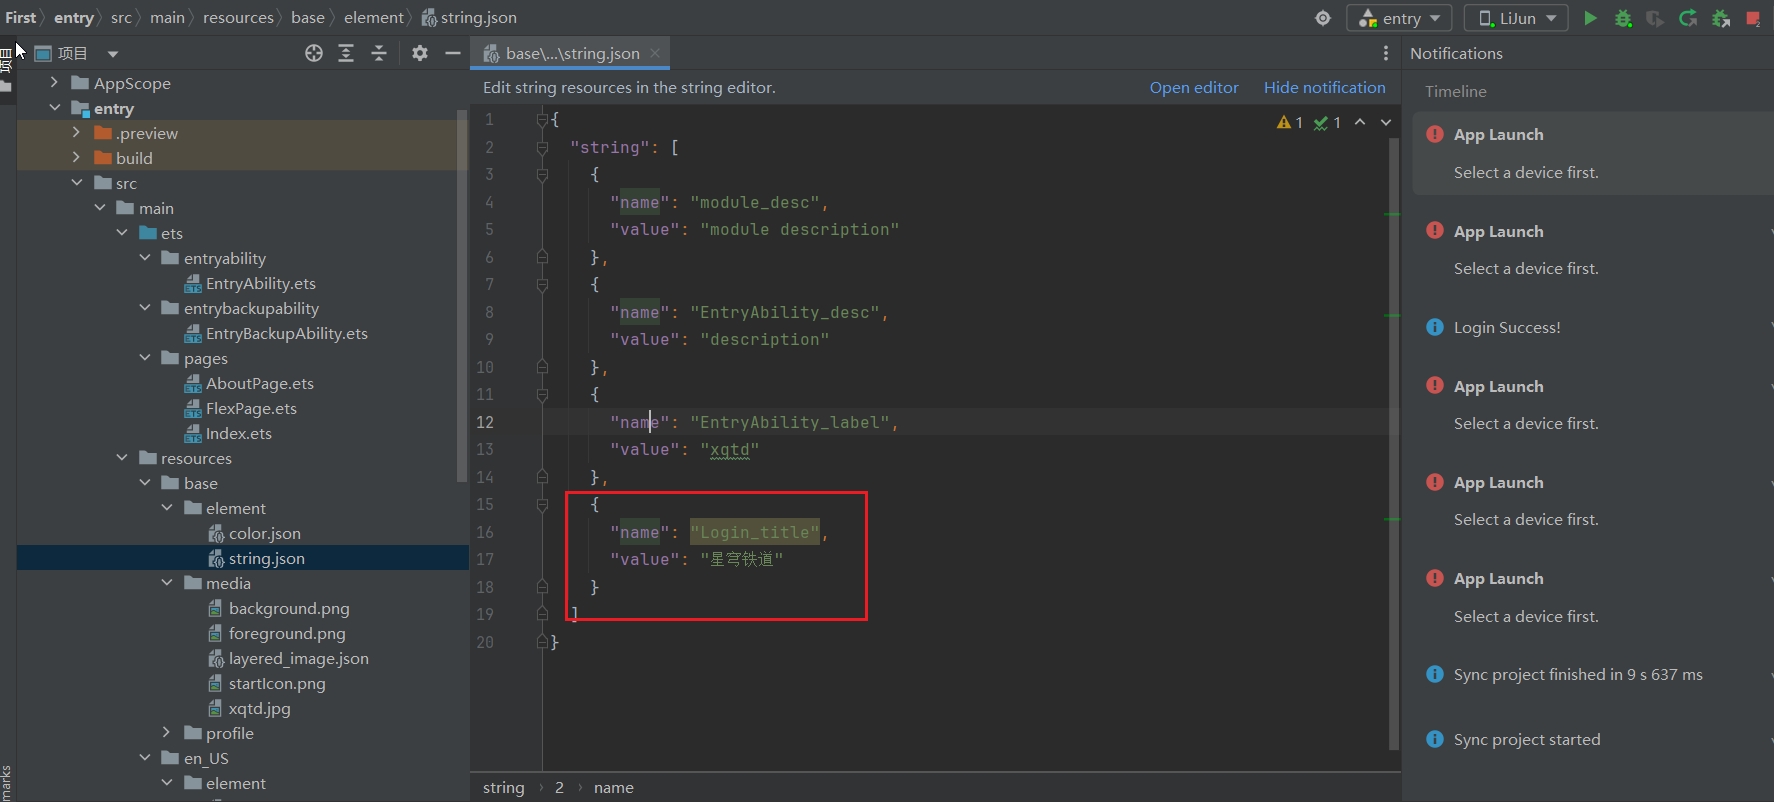 First 〉 entry 〉 src 〉 main 〉 resources 〉 base 〉 element 〉 string.json
entry
LiJun
项目
项目
AppScope
entry
.preview
build
src
main
ets
entryability
EntryAbility.ets
entrybackupability
EntryBackupAbility.ets
pages
AboutPage.ets
FlexPage.ets
Index.ets
resources
base
element
color.json
string.json
media
background.png
foreground.png
layered_image.json
startIcon.png
xqtd.jpg
profile
en_US
element
marks
base\...\string.json
Edit string resources in the string editor.
Open editor
Hide notification
1 1
1 {
2 "string": [
3 {
4 "name": "module_desc",
5 "value": "module description"
6 },
7 {
8 "name": "EntryAbility_desc",
9 "value": "description"
10 },
11 {
12 "name": "EntryAbility_label",
13 "value": "xqtd"
14 },
15 {
16 "name": "Login_title",
17 "value": "星穹铁道"
18 }
19 ]
20 }
string › 2 › name
Notifications
Timeline
App Launch
Select a device first.
App Launch
Select a device first.
Login Success!
App Launch
Select a device first.
App Launch
Select a device first.
App Launch
Select a device first.
Sync project finished in 9 s 637 ms
Sync project started